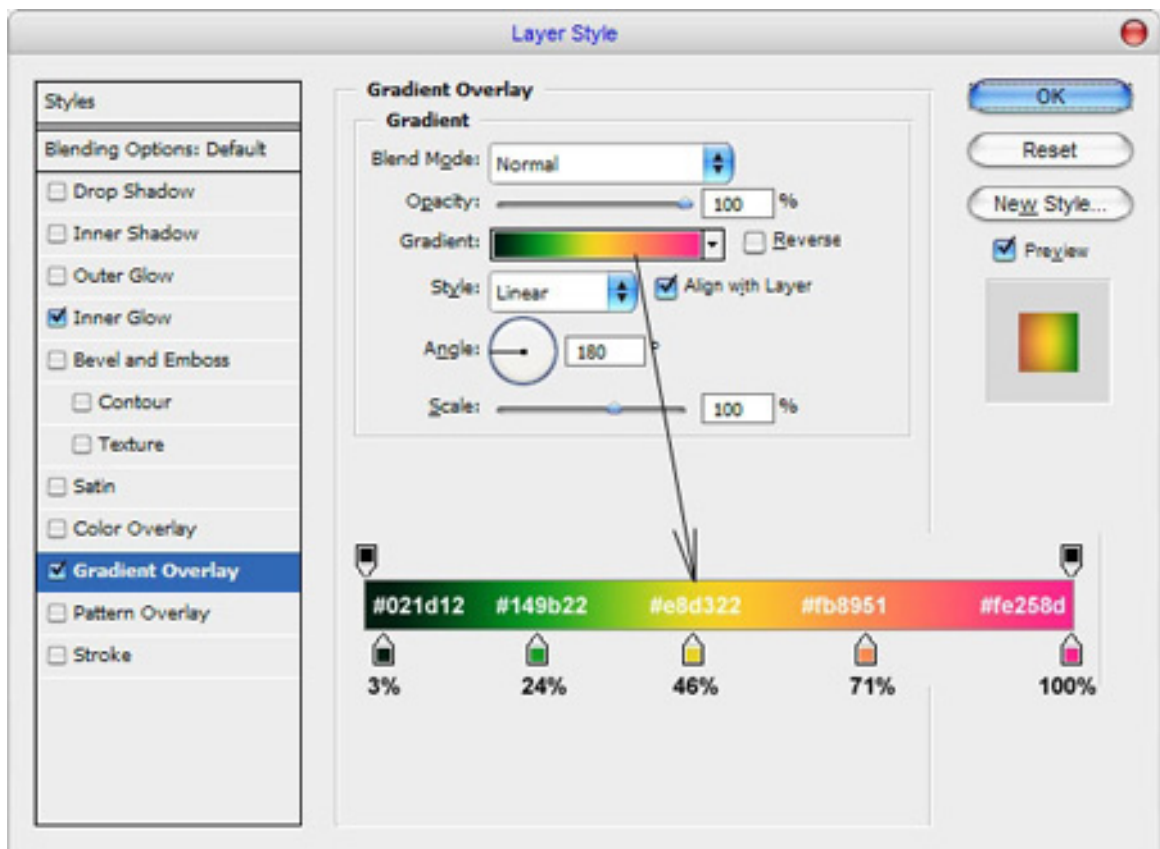 Layer Style
Styles
Blending Options: Default
Drop Shadow
Inner Shadow
Outer Glow
Inner Glow
Bevel and Emboss
Contour
Texture
Satin
Color Overlay
Gradient Overlay
Pattern Overlay
Stroke
Gradient Overlay
Gradient
Blend Mode: Normal
Opacity: 100 %
Gradient: Reverse
Style: Linear Align with Layer
Angle: 180 °
Scale: 100 %
#021d12 #149b22 #e8d322 #fb8951 #fe258d
3% 24% 46% 71% 100%
OK
Reset
New Style...
Preview